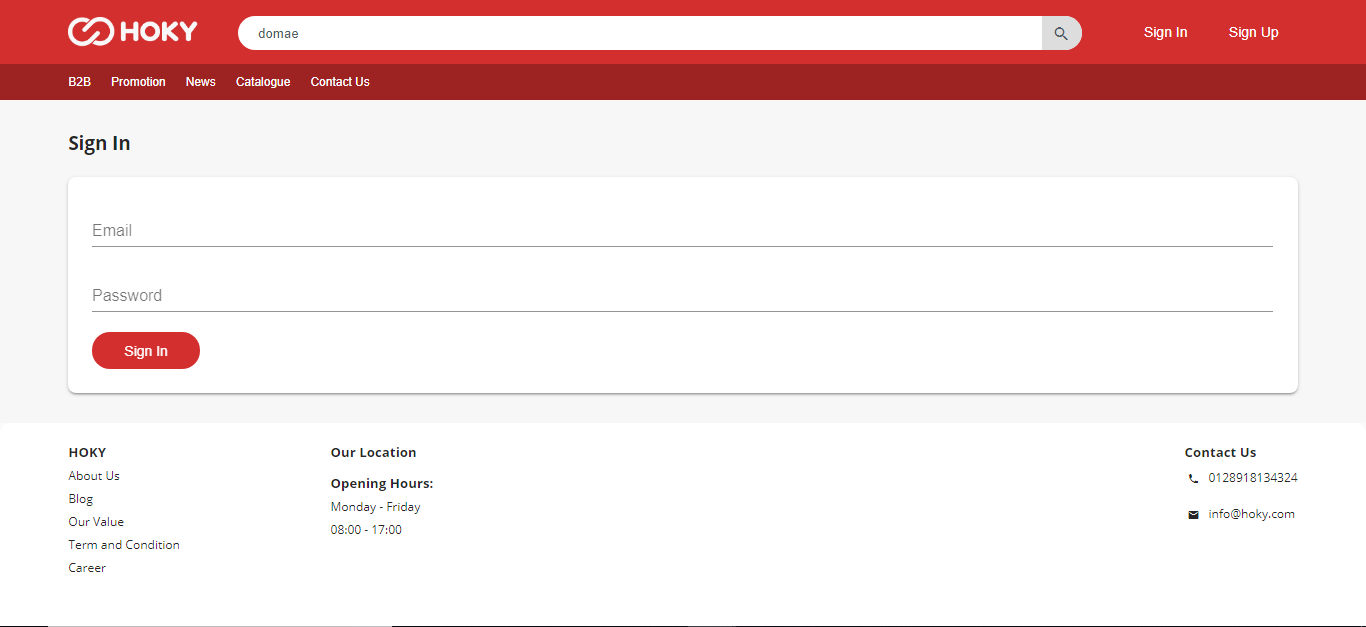 HOKY
domae
Sign In
Sign Up
B2B
Promotion
News
Catalogue
Contact Us
Sign In
Email
Password
Sign In
HOKY
About Us
Blog
Our Value
Term and Condition
Career
Our Location
Opening Hours:
Monday - Friday
08:00 - 17:00
Contact Us
0128918134324
info@hoky.com